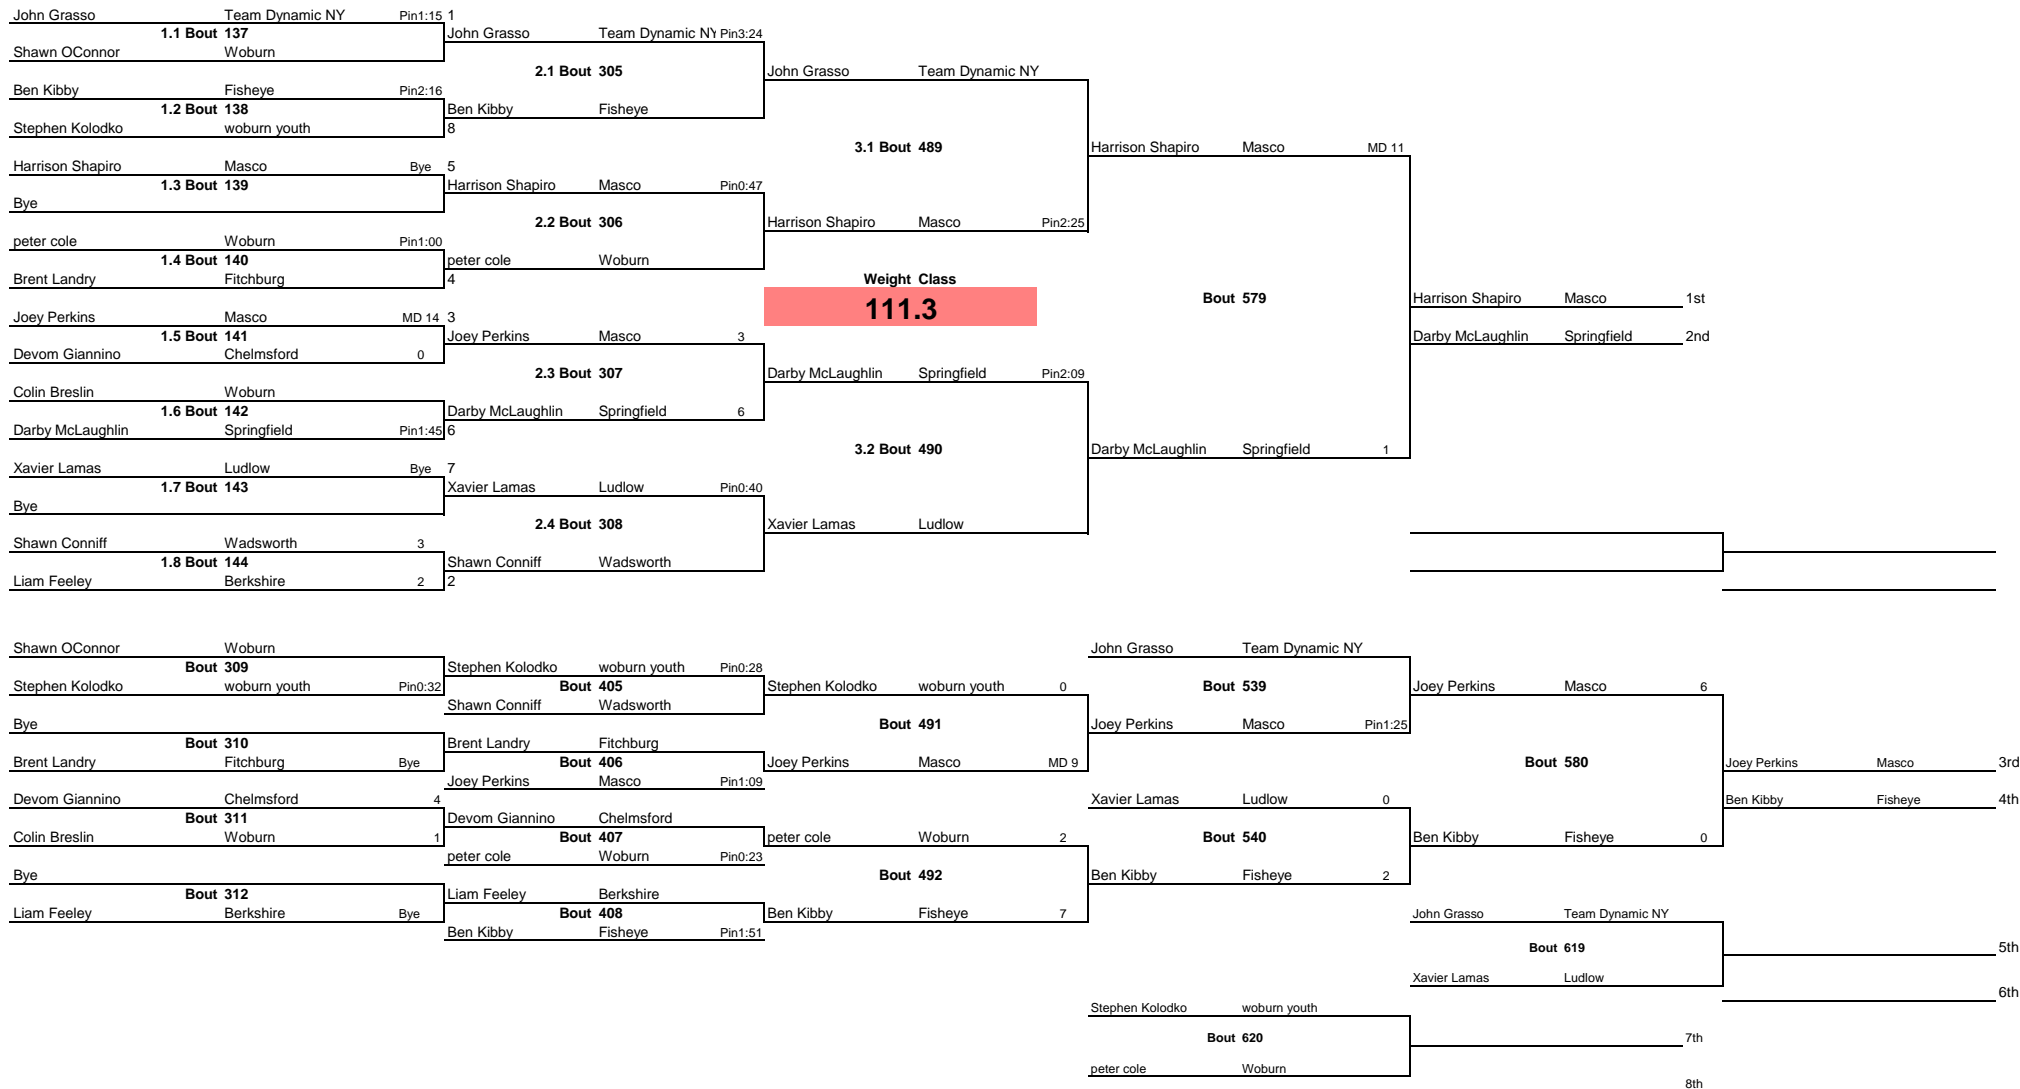 John Grasso Team Dynamic NY Pin1:15 1
1.1 Bout 137 John Grasso Team Dynamic NY Pin3:24
Shawn OConnor Woburn
2.1 Bout 305 John Grasso Team Dynamic NY
Ben Kibby Fisheye Pin2:16
1.2 Bout 138 Ben Kibby Fisheye
Stephen Kolodko woburn youth 8
3.1 Bout 489 Harrison Shapiro Masco MD 11
Harrison Shapiro Masco Bye 5
1.3 Bout 139 Harrison Shapiro Masco Pin0:47
Bye
2.2 Bout 306 Harrison Shapiro Masco Pin2:25
peter cole Woburn Pin1:00
1.4 Bout 140 peter cole Woburn
Brent Landry Fitchburg 4 Weight Class
Bout 579 Harrison Shapiro Masco 1st
111.3
Joey Perkins Masco MD 14 3
1.5 Bout 141 Joey Perkins Masco 3 Darby McLaughlin Springfield 2nd
Devom Giannino Chelmsford 0
2.3 Bout 307 Darby McLaughlin Springfield Pin2:09
Colin Breslin Woburn
1.6 Bout 142 Darby McLaughlin Springfield 6
Darby McLaughlin Springfield Pin1:45 6
3.2 Bout 490 Darby McLaughlin Springfield 1
Xavier Lamas Ludlow Bye 7
1.7 Bout 143 Xavier Lamas Ludlow Pin0:40
Bye
2.4 Bout 308 Xavier Lamas Ludlow
Shawn Conniff Wadsworth 3
1.8 Bout 144 Shawn Conniff Wadsworth
Liam Feeley Berkshire 2 2
Shawn OConnor Woburn John Grasso Team Dynamic NY
Bout 309 Stephen Kolodko woburn youth Pin0:28
Stephen Kolodko woburn youth Pin0:32 Bout 405 Stephen Kolodko woburn youth 0 Bout 539 Joey Perkins Masco 6
Shawn Conniff Wadsworth
Bye Bout 491 Joey Perkins Masco Pin1:25
Bout 310 Brent Landry Fitchburg
Brent Landry Fitchburg Bye Bout 406 Joey Perkins Masco MD 9 Bout 580 Joey Perkins Masco 3rd
Joey Perkins Masco Pin1:09
Devom Giannino Chelmsford 4 Xavier Lamas Ludlow 0 Ben Kibby Fisheye 4th
Bout 311 Devom Giannino Chelmsford
Colin Breslin Woburn 1 Bout 407 peter cole Woburn 2 Bout 540 Ben Kibby Fisheye 0
peter cole Woburn Pin0:23
Bye Bout 492 Ben Kibby Fisheye 2
Bout 312 Liam Feeley Berkshire
Liam Feeley Berkshire Bye Bout 408 Ben Kibby Fisheye 7 John Grasso Team Dynamic NY
Ben Kibby Fisheye Pin1:51
Bout 619 5th
Xavier Lamas Ludlow
6th
Stephen Kolodko woburn youth
Bout 620 7th
peter cole Woburn
8th